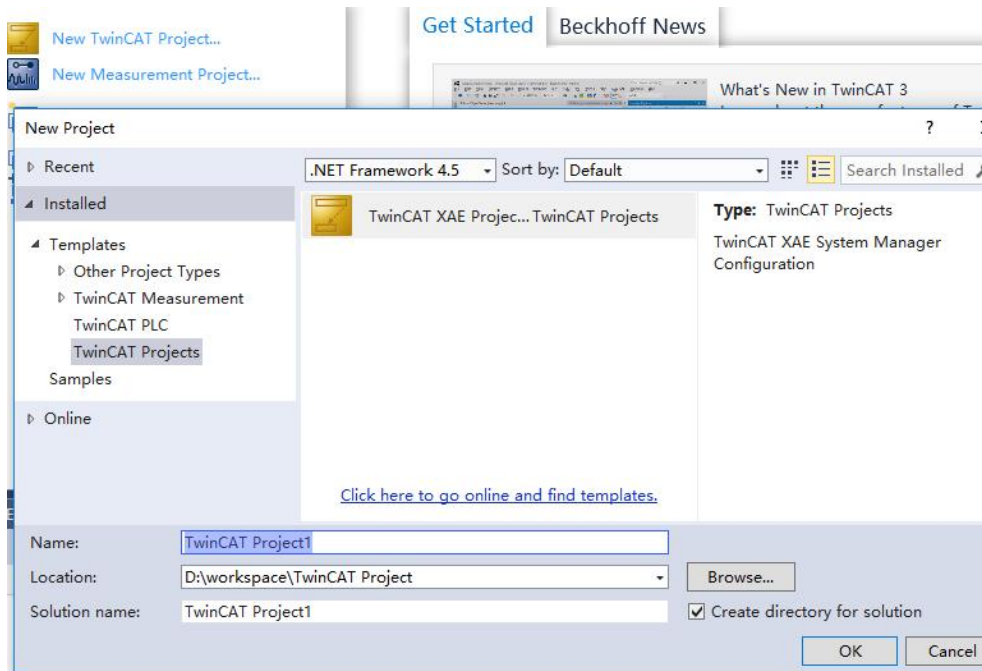 New TwinCAT Project...
New Measurement Project...
Get Started
Beckhoff News
What's New in TwinCAT 3
New Project
?
Recent
.NET Framework 4.5
Sort by: Default
Search Installed
Installed
Templates
Other Project Types
TwinCAT Measurement
TwinCAT PLC
TwinCAT Projects
Samples
Online
TwinCAT XAE Projec... TwinCAT Projects
Type: TwinCAT Projects
TwinCAT XAE System Manager
Configuration
Click here to go online and find templates.
Name: TwinCAT Project1
Location: D:\workspace\TwinCAT Project
Browse...
Solution name: TwinCAT Project1
Create directory for solution
OK
Cancel